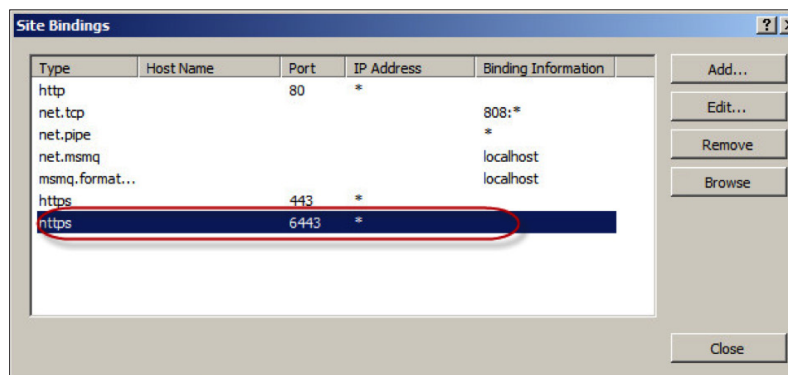 Site Bindings ?
Type Host Name Port IP Address Binding Information
http 80 *
net.tcp 808:*
net.pipe *
net.msmq localhost
msmq.format... localhost
https 443 *
https 6443 *
Add...
Edit...
Remove
Browse
Close